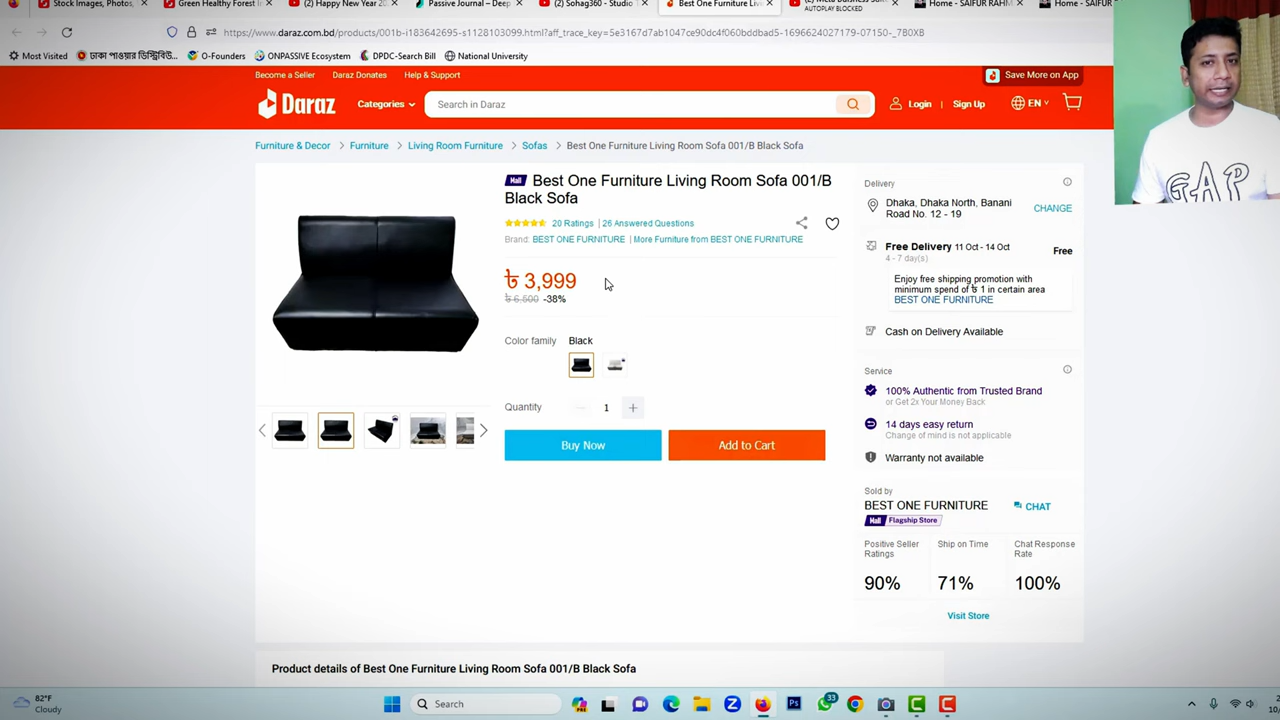 Stock Images, Photos,
Green Healthy Forest I
(2) Happy New Year 20
Passive Journal – Deep
(2) Sohag360 - Studio
Best One Furniture Livi
AUTOPLAY BLOCKED
Home - SAIFUR RAHM
Home - SAIFUR
https://www.daraz.com.bd/products/001b-i183642695-s1128103099.html?aff_trace_key=5e3167d7ab1047ce90dc4f060bddbad5-1696624027179-07150-_7B0XB
Most Visited
ঢাকা পাওয়ার ডিস্ট্রিবিউ...
O-Founders
ONPASSIVE Ecosystem
DPDC-Search Bill
National University
Become a Seller
Daraz Donates
Help & Support
Save More on App
Daraz
Categories
Search in Daraz
Login | Sign Up
EN
Furniture & Decor
Furniture
Living Room Furniture
Sofas
Best One Furniture Living Room Sofa 001/B Black Sofa
Mall Best One Furniture Living Room Sofa 001/B
Black Sofa
20 Ratings | 26 Answered Questions
Brand: BEST ONE FURNITURE | More Furniture from BEST ONE FURNITURE
৳ 3,999
৳ 6,500 -38%
Color family Black
Quantity 1
Buy Now
Add to Cart
Delivery
Dhaka, Dhaka North, Banani
Road No. 12 - 19
CHANGE
Free Delivery 11 Oct - 14 Oct
Free
4 - 7 day(s)
Enjoy free shipping promotion with
minimum spend of ৳ 1 in certain area
BEST ONE FURNITURE
Cash on Delivery Available
Service
100% Authentic from Trusted Brand
or Get 2x Your Money Back
14 days easy return
Change of mind is not applicable
Warranty not available
Sold by
BEST ONE FURNITURE
CHAT
Mall Flagship Store
Positive Seller
Ratings
Ship on Time
Chat Response
Rate
90%
71%
100%
Visit Store
Product details of Best One Furniture Living Room Sofa 001/B Black Sofa
GAP
82°F
Cloudy
Search
33